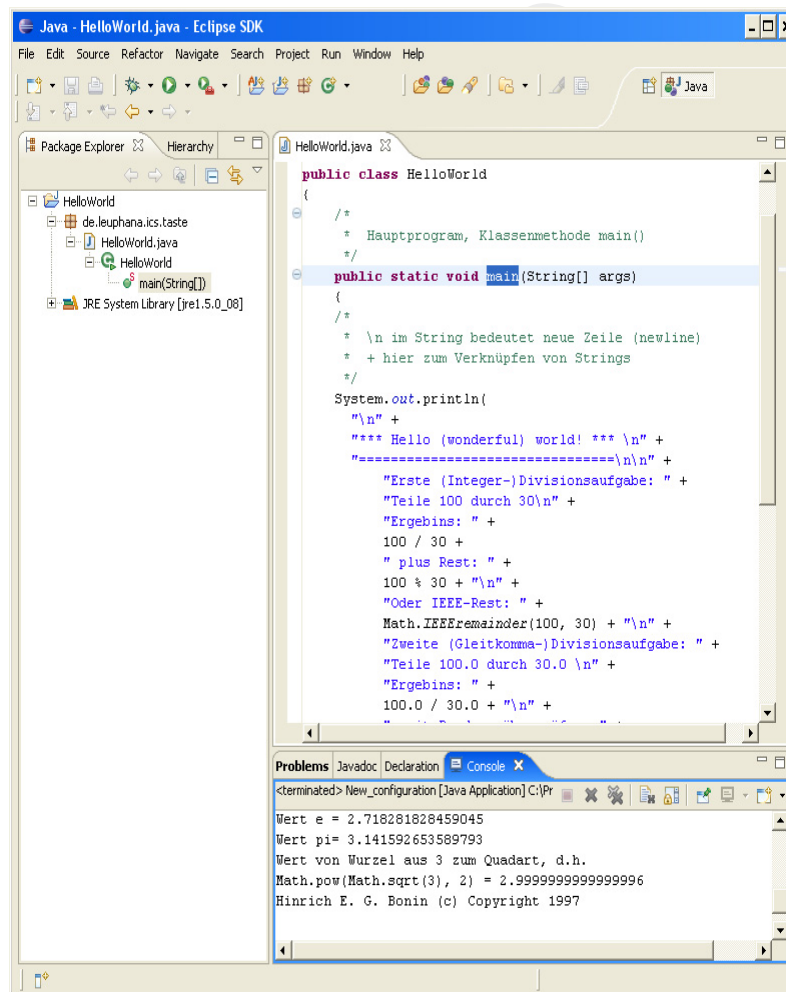 Java - HelloWorld.java - Eclipse SDK
File Edit Source Refactor Navigate Search Project Run Window Help
Java
Package Explorer Hierarchy
HelloWorld
de.leuphana.ics.taste
HelloWorld.java
HelloWorld
main(String[])
JRE System Library [jre1.5.0_08]
HelloWorld.java
public class HelloWorld
{
/*
* Hauptprogram, Klassenmethode main()
*/
public static void main(String[] args)
{
/*
* \n im String bedeutet neue Zeile (newline)
* + hier zum Verknüpfen von Strings
*/
System.out.println(
"\n" +
"*** Hello (wonderful) world! *** \n" +
"================================\n\n" +
"Erste (Integer-)Divisionsaufgabe: " +
"Teile 100 durch 30\n" +
"Ergebins: " +
100 / 30 +
" plus Rest: " +
100 % 30 + "\n" +
"Oder IEEE-Rest: " +
Math.IEEEremainder(100, 30) + "\n" +
"Zweite (Gleitkomma-)Divisionsaufgabe: " +
"Teile 100.0 durch 30.0 \n" +
"Ergebins: " +
100.0 / 30.0 + "\n" +
Problems Javadoc Declaration Console
<terminated> New_configuration [Java Application] C:\Pr
Wert e = 2.718281828459045
Wert pi= 3.141592653589793
Wert von Wurzel aus 3 zum Quadart, d.h.
Math.pow(Math.sqrt(3), 2) = 2.9999999999999996
Hinrich E. G. Bonin (c) Copyright 1997